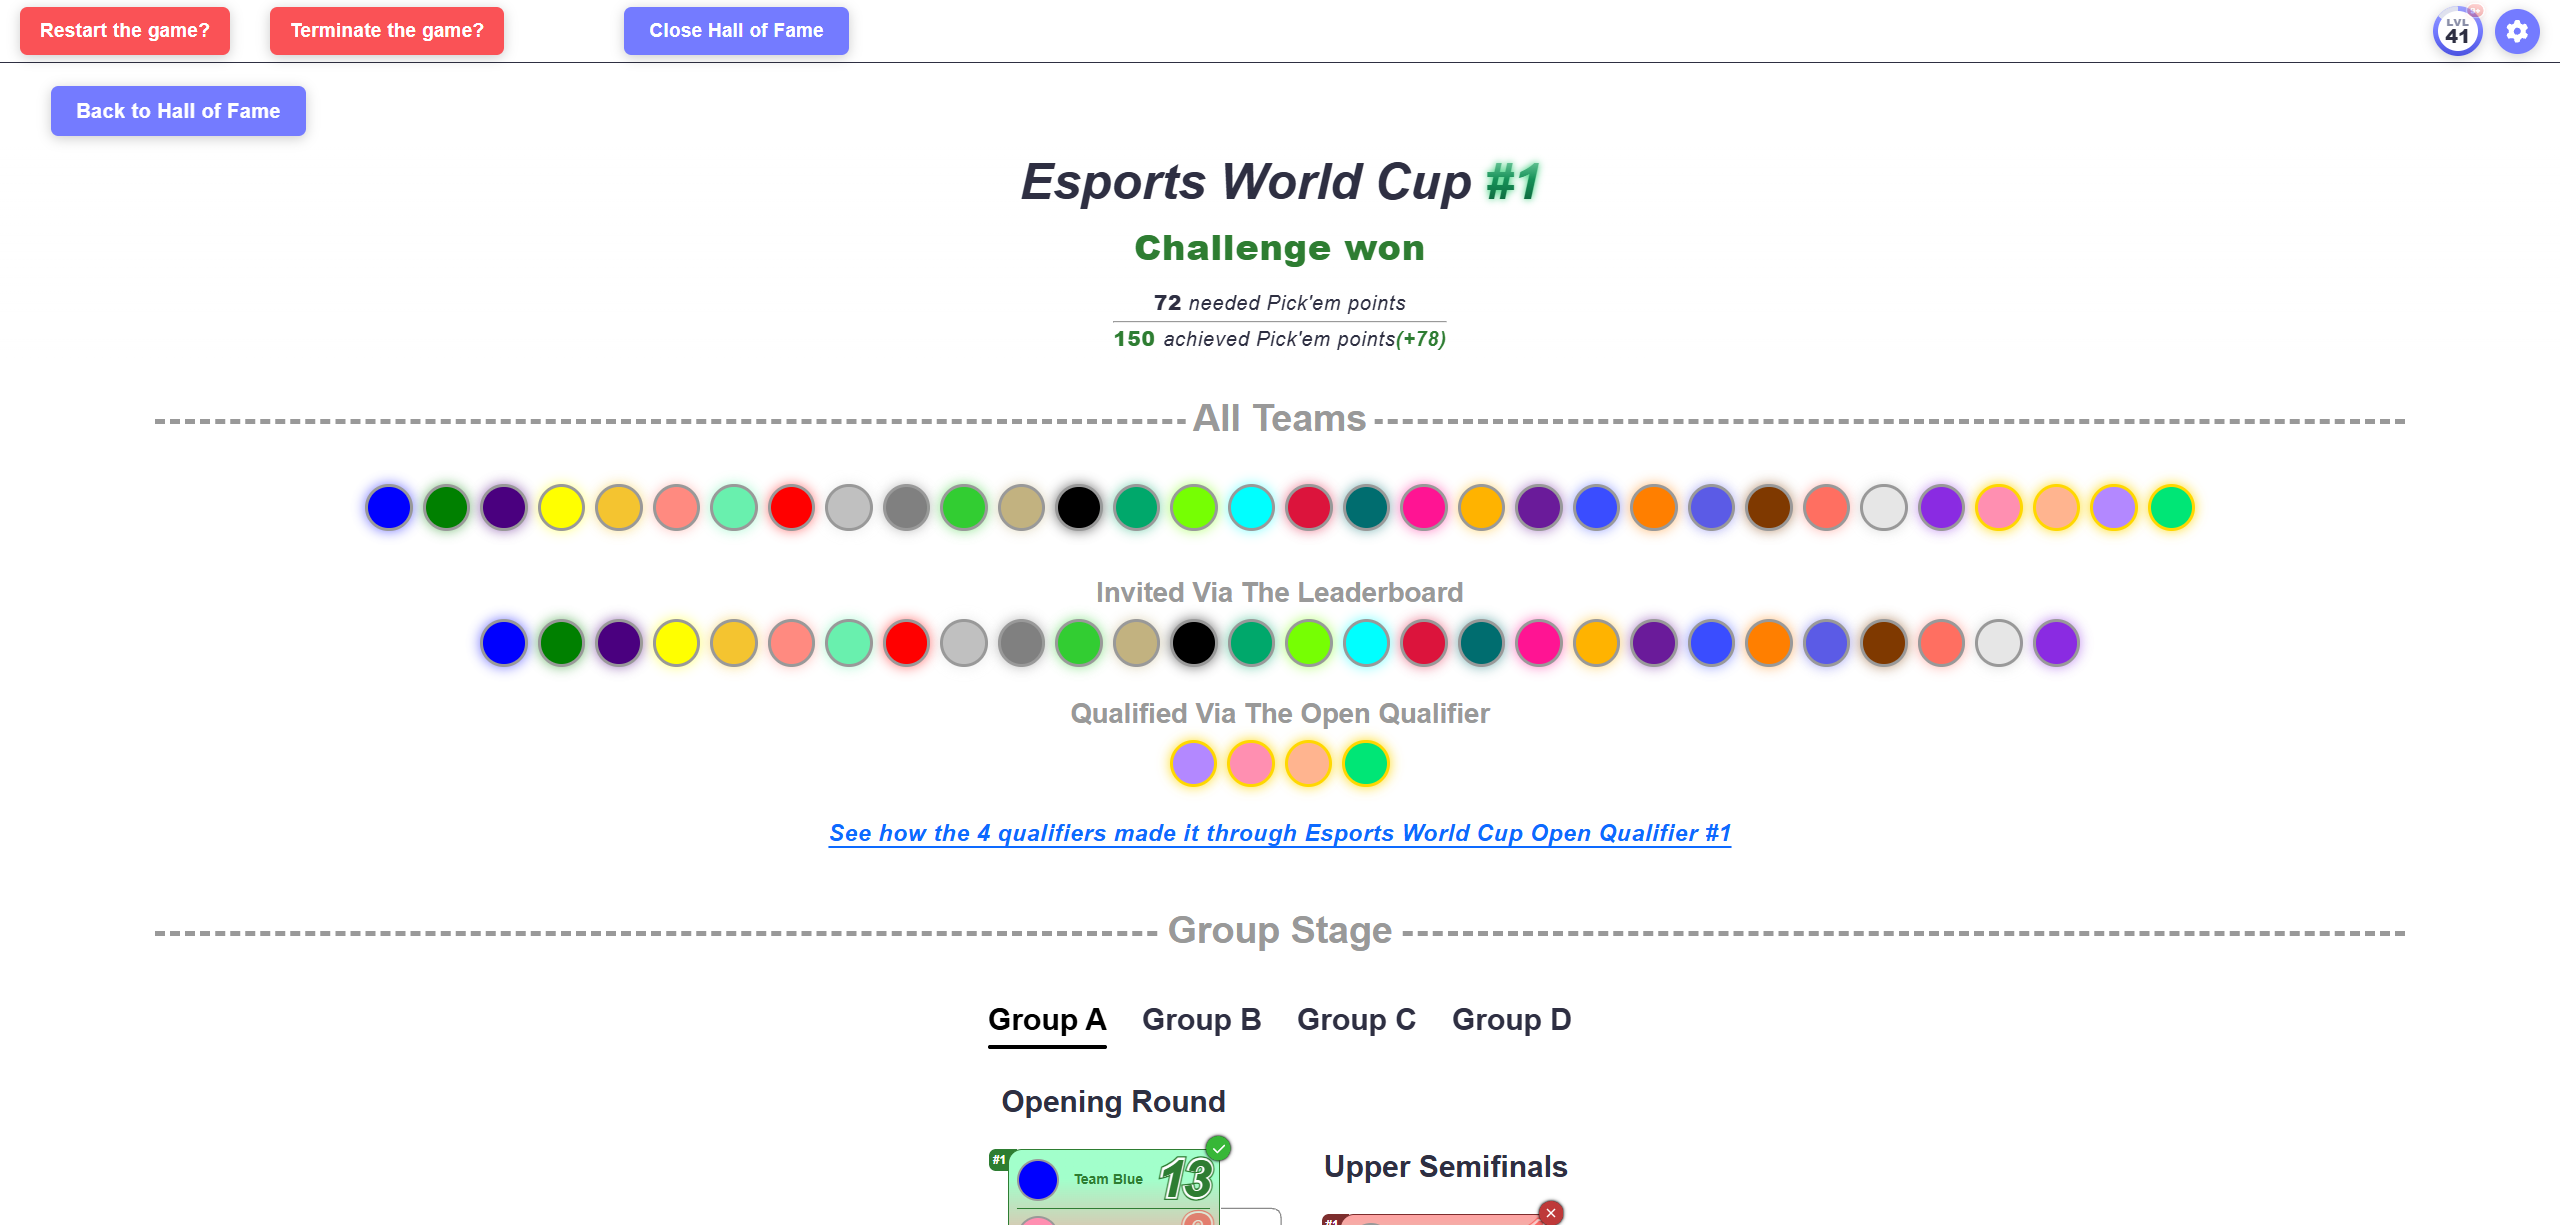 Restart the game?
Terminate the game?
Close Hall of Fame
LVL
41
Back to Hall of Fame
Esports World Cup #1
Challenge won
72 needed Pick'em points
150 achieved Pick'em points(+78)
All Teams
Invited Via The Leaderboard
Qualified Via The Open Qualifier
See how the 4 qualifiers made it through Esports World Cup Open Qualifier #1
Group Stage
Group A
Group B
Group C
Group D
Opening Round
#1
Team Blue
13
Upper Semifinals
#1